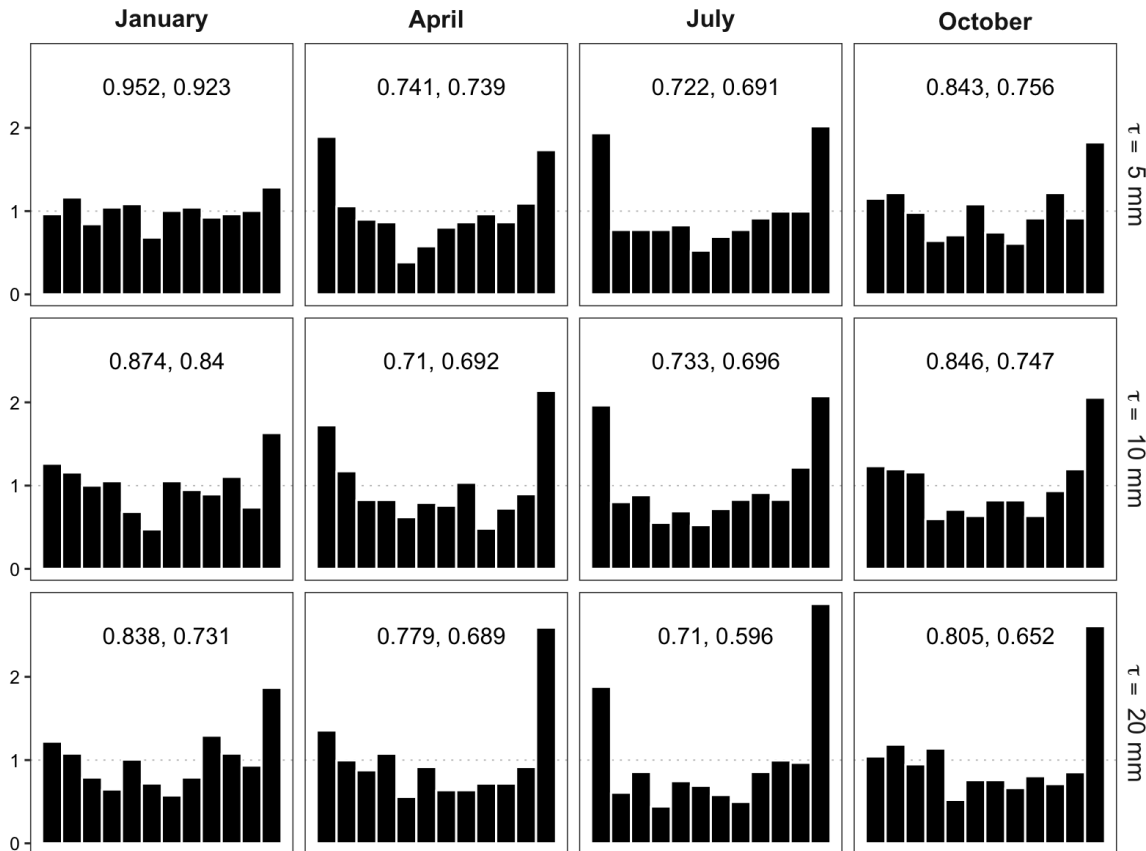 January April July October
0.952, 0.923 0.741, 0.739 0.722, 0.691 0.843, 0.756
2
1
0
τ = 5 mm
0.874, 0.84 0.71, 0.692 0.733, 0.696 0.846, 0.747
2
1
0
τ = 10 mm
0.838, 0.731 0.779, 0.689 0.71, 0.596 0.805, 0.652
2
1
0
τ = 20 mm